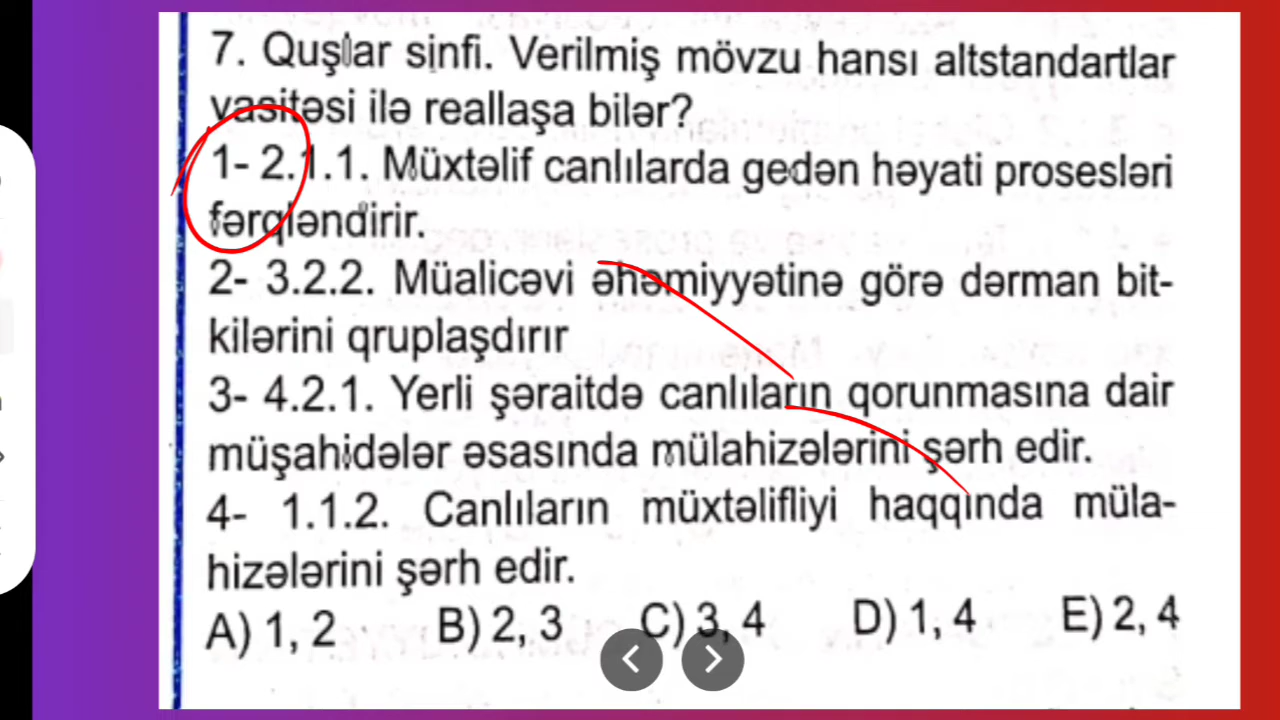 7. Quşlar sinfi. Verilmiş mövzu hansı altstandartlar
vasitəsi ilə reallaşa bilər?
1- 2.1.1. Müxtəlif canlılarda gedən həyati prosesləri
fərqləndirir.
2- 3.2.2. Müalicəvi əhəmiyyətinə görə dərman bit-
kilərini qruplaşdırır
3- 4.2.1. Yerli şəraitdə canlıların qorunmasına dair
müşahidələr əsasında mülahizələrini şərh edir.
4- 1.1.2. Canlıların müxtəlifliyi haqqında müla-
hizələrini şərh edir.
A) 1, 2 B) 2, 3 C) 3, 4 D) 1, 4 E) 2, 4